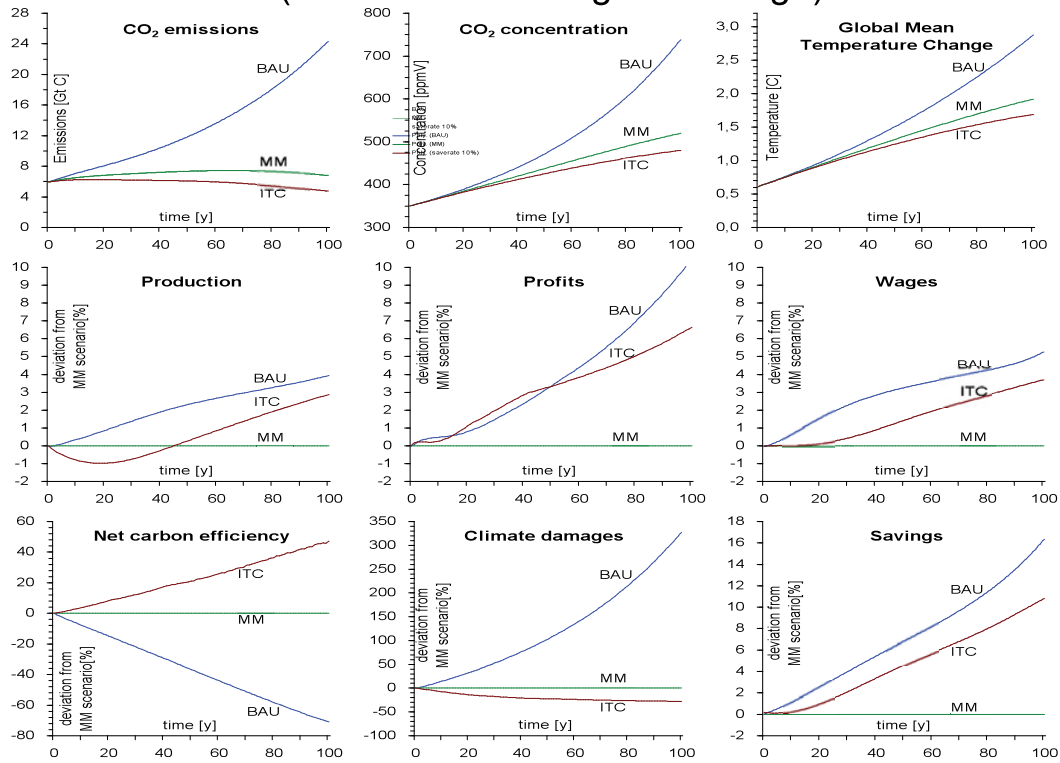 CO₂ emissions
28
24
20
16
12
8
4
0
Emissions [Gt C]
BAU
MM
ITC
time [y]
0 20 40 60 80 100
CO₂ concentration
800
700
600
500
400
300
Concentration [ppmV]
saverate 10%
(BAU)
(MM)
(saverate 10%)
BAU
MM
ITC
time [y]
0 20 40 60 80 100
Global Mean
Temperature Change
3,0
2,5
2,0
1,5
1,0
0,5
0,0
Temperature [C]
BAU
MM
ITC
time [y]
0 20 40 60 80 100
Production
10
9
8
7
6
5
4
3
2
1
0
-1
-2
deviation from
MM scenario[%]
BAU
ITC
MM
time [y]
0 20 40 60 80 100
Profits
10
9
8
7
6
5
4
3
2
1
0
-1
-2
deviation from
MM scenario[%]
BAU
ITC
MM
time [y]
0 20 40 60 80 100
Wages
10
9
8
7
6
5
4
3
2
1
0
-1
-2
deviation from
MM scenario[%]
BAU
ITC
MM
time [y]
0 20 40 60 80 100
Net carbon efficiency
60
40
20
0
-20
-40
-60
-80
deviation from
MM scenario[%]
ITC
MM
BAU
time [y]
0 20 40 60 80 100
Climate damages
350
300
250
200
150
100
50
0
-50
-100
deviation from
MM scenario[%]
BAU
MM
ITC
time [y]
0 20 40 60 80 100
Savings
18
16
14
12
10
8
6
4
2
0
-2
deviation from
MM scenario[%]
BAU
ITC
MM
time [y]
0 20 40 60 80 100